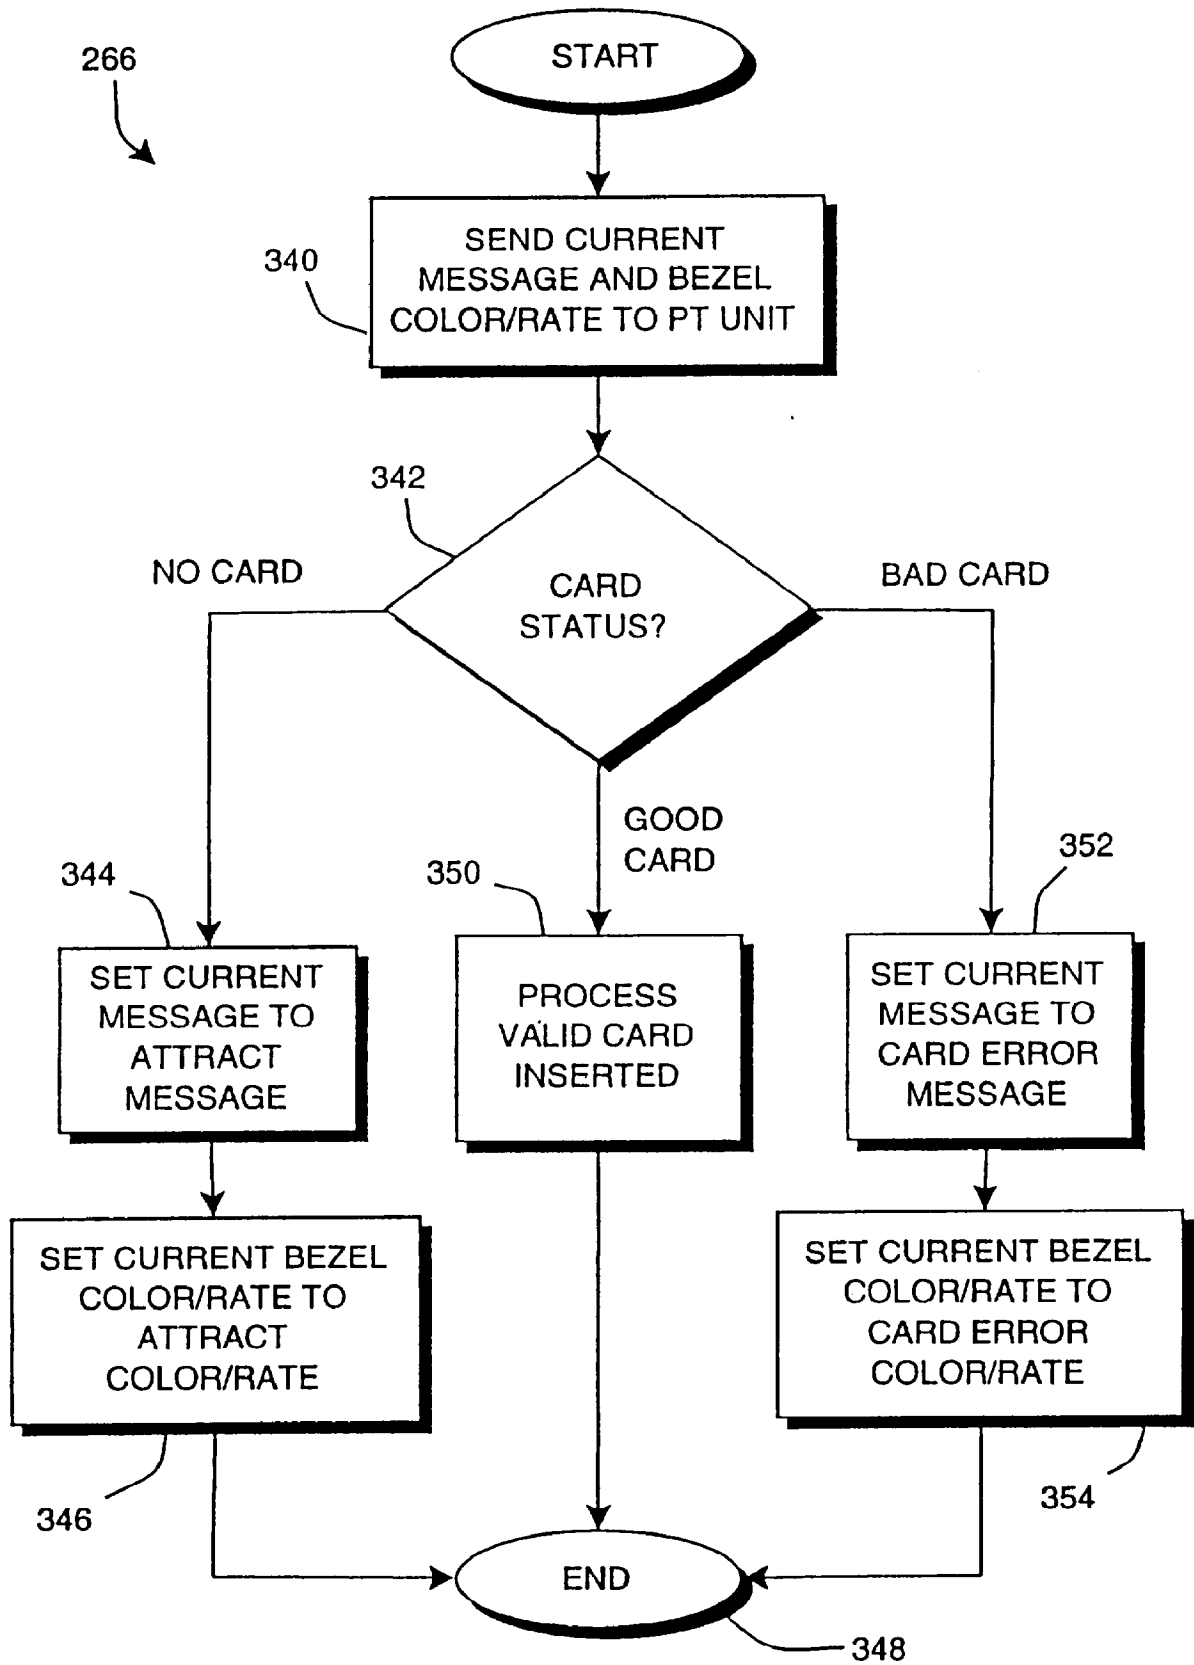 266
START
340
SEND CURRENT
MESSAGE AND BEZEL
COLOR/RATE TO PT UNIT
342
NO CARD
CARD
STATUS?
BAD CARD
GOOD
CARD
344
SET CURRENT
MESSAGE TO
ATTRACT
MESSAGE
350
PROCESS
VALID CARD
INSERTED
352
SET CURRENT
MESSAGE TO
CARD ERROR
MESSAGE
SET CURRENT BEZEL
COLOR/RATE TO
ATTRACT
COLOR/RATE
346
SET CURRENT BEZEL
COLOR/RATE TO
CARD ERROR
COLOR/RATE
354
END
348